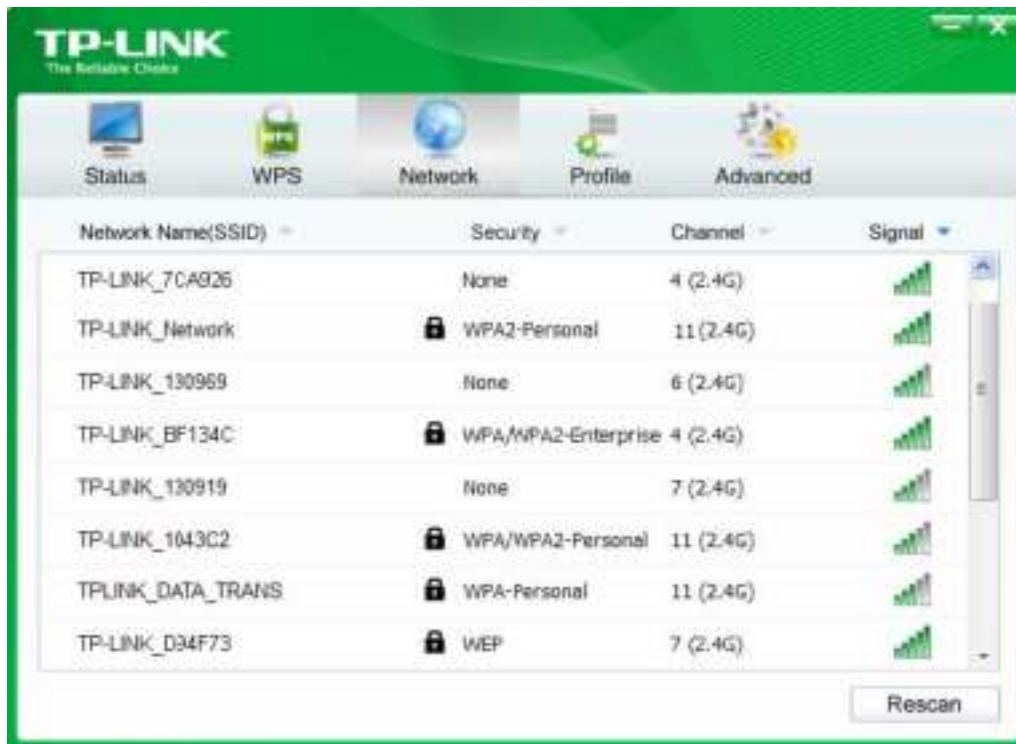 TP-LINK
The Reliable Choice
WPS
Status WPS Network Profile Advanced
Network Name(SSID) Security Channel Signal
TP-LINK_7CA926 None 4 (2.4G)
TP-LINK_Network WPA2-Personal 11(2.4G)
TP-LINK_130969 None 6 (2.4G)
TP-LINK_BF134C WPA/WPA2-Enterprise 4 (2.4G)
TP-LINK_130919 None 7 (2.4G)
TP-LINK_1043C2 WPA/WPA2-Personal 11 (2.4G)
TPLINK_DATA_TRANS WPA-Personal 11 (2.4G)
TP-LINK_D94F73 WEP 7 (2.4G)
Rescan